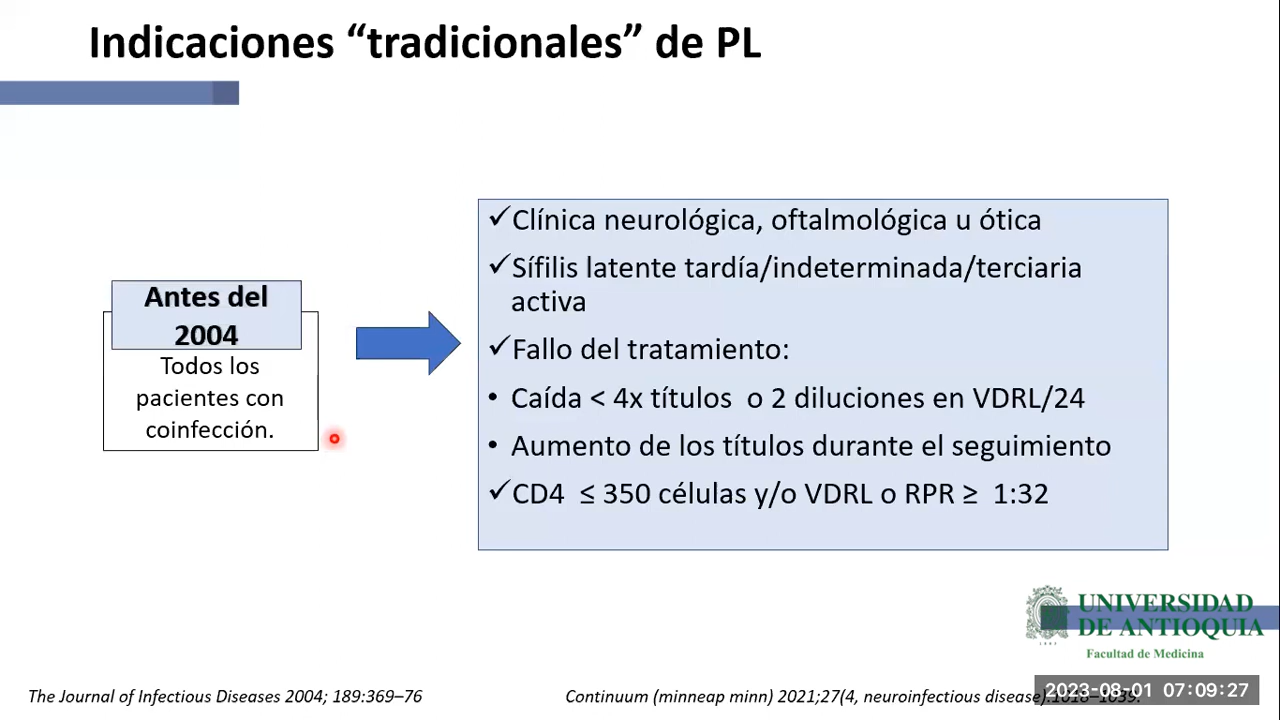 Indicaciones “tradicionales” de PL
Antes del
2004
Todos los
pacientes con
coinfección.
✓Clínica neurológica, oftalmológica u ótica
✓Sífilis latente tardía/indeterminada/terciaria
activa
✓Fallo del tratamiento:
• Caída < 4x títulos o 2 diluciones en VDRL/24
• Aumento de los títulos durante el seguimiento
✓CD4 ≤ 350 células y/o VDRL o RPR ≥ 1:32
UNIVERSIDAD
DE ANTIOQUIA
1803
Facultad de Medicina
The Journal of Infectious Diseases 2004; 189:369–76
Continuum (minneap minn) 2021;27(4, neuroinfectious disease):1018–1039.
2023-08-01 07:09:27